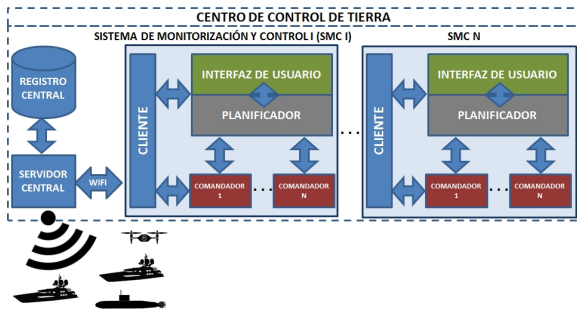 CENTRO DE CONTROL DE TIERRA
SISTEMA DE MONITORIZACIÓN Y CONTROL I (SMC I)
SMC N
REGISTRO
CENTRAL
SERVIDOR
CENTRAL
WIFI
CLIENTE
INTERFAZ DE USUARIO
PLANIFICADOR
COMANDADOR
1
...
COMANDADOR
N
...
CLIENTE
INTERFAZ DE USUARIO
PLANIFICADOR
COMANDADOR
1
...
COMANDADOR
N